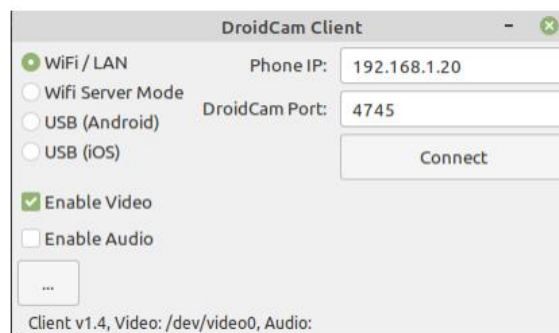 DroidCam Client
WiFi / LAN
Phone IP:
192.168.1.20
Wifi Server Mode
DroidCam Port:
4745
USB (Android)
USB (iOS)
Connect
Enable Video
Enable Audio
...
Client v1.4, Video: /dev/video0, Audio: